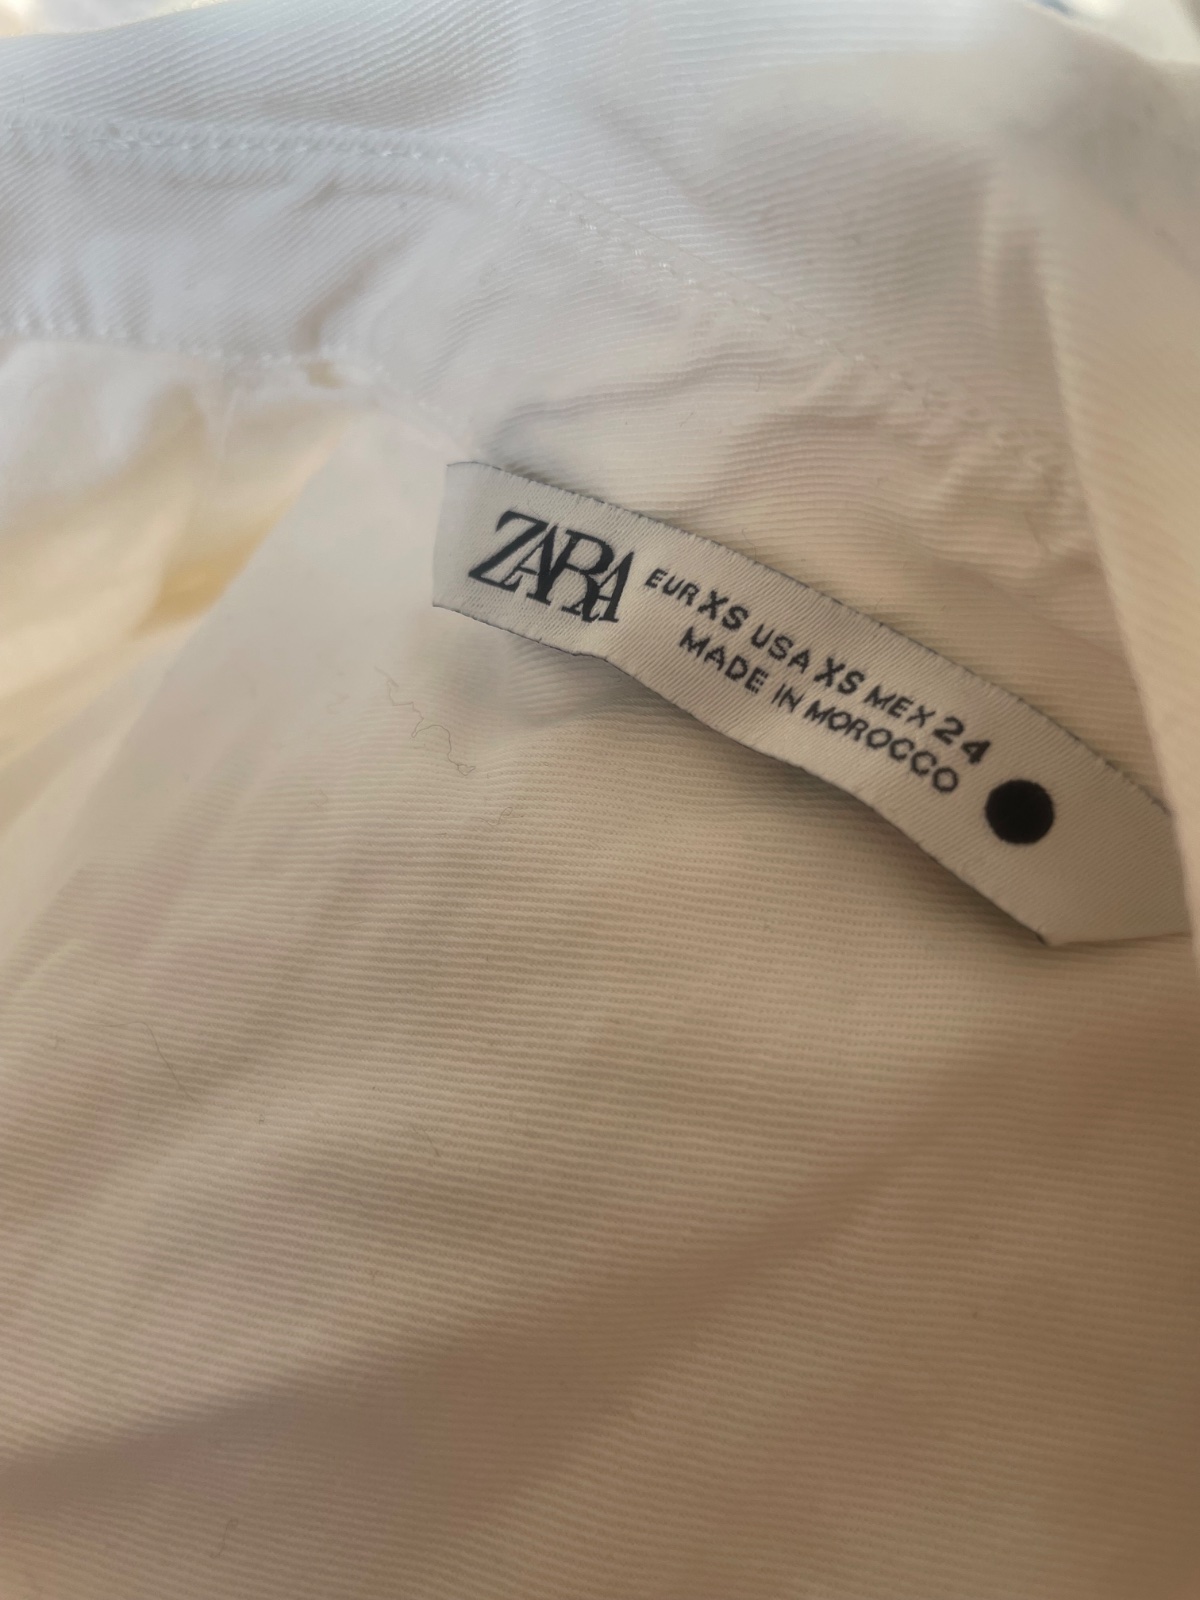 ZARA
EUR XS USA XS MEX 24
MADE IN MOROCCO